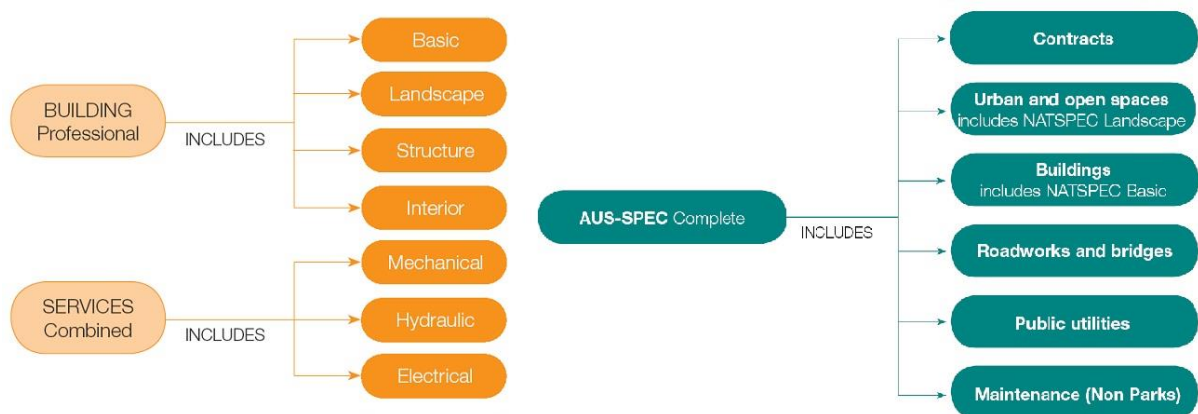 BUILDING
Professional
INCLUDES
Basic
Landscape
Structure
Interior
SERVICES
Combined
INCLUDES
Mechanical
Hydraulic
Electrical
AUS-SPEC Complete
INCLUDES
Contracts
Urban and open spaces
includes NATSPEC Landscape
Buildings
includes NATSPEC Basic
Roadworks and bridges
Public utilities
Maintenance (Non Parks)